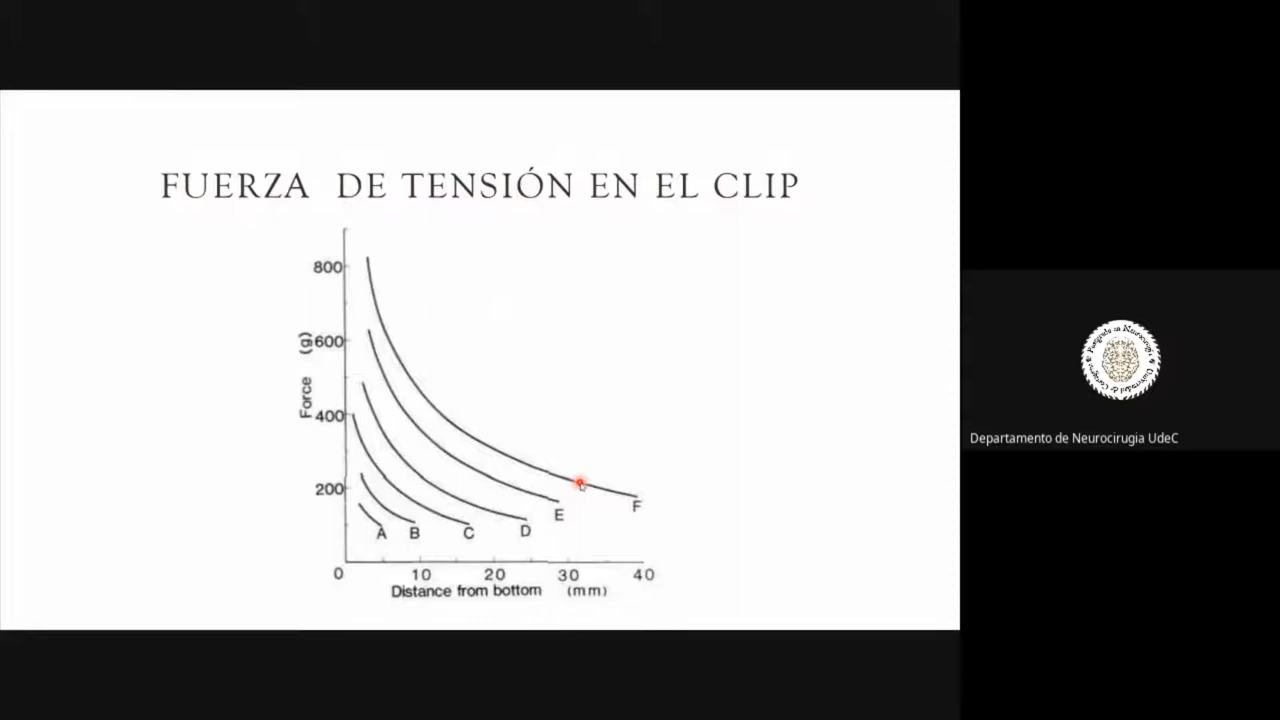 FUERZA DE TENSIÓN EN EL CLIP
800
600
400
200
Force (g)
A
B
C
D
E
F
0 10 20 30 40
Distance from bottom (mm)
Departamento de Neurocirugia UdeC